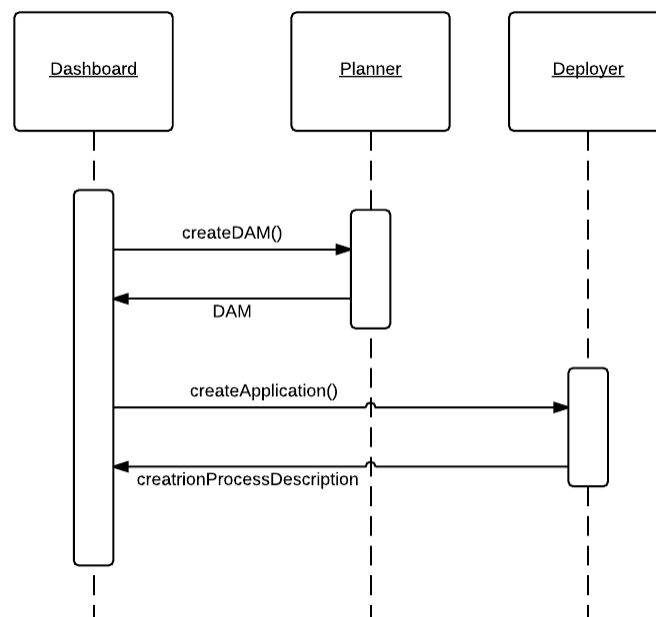 Dashboard
Planner
Deployer
createDAM()
DAM
createApplication()
creatrionProcessDescription